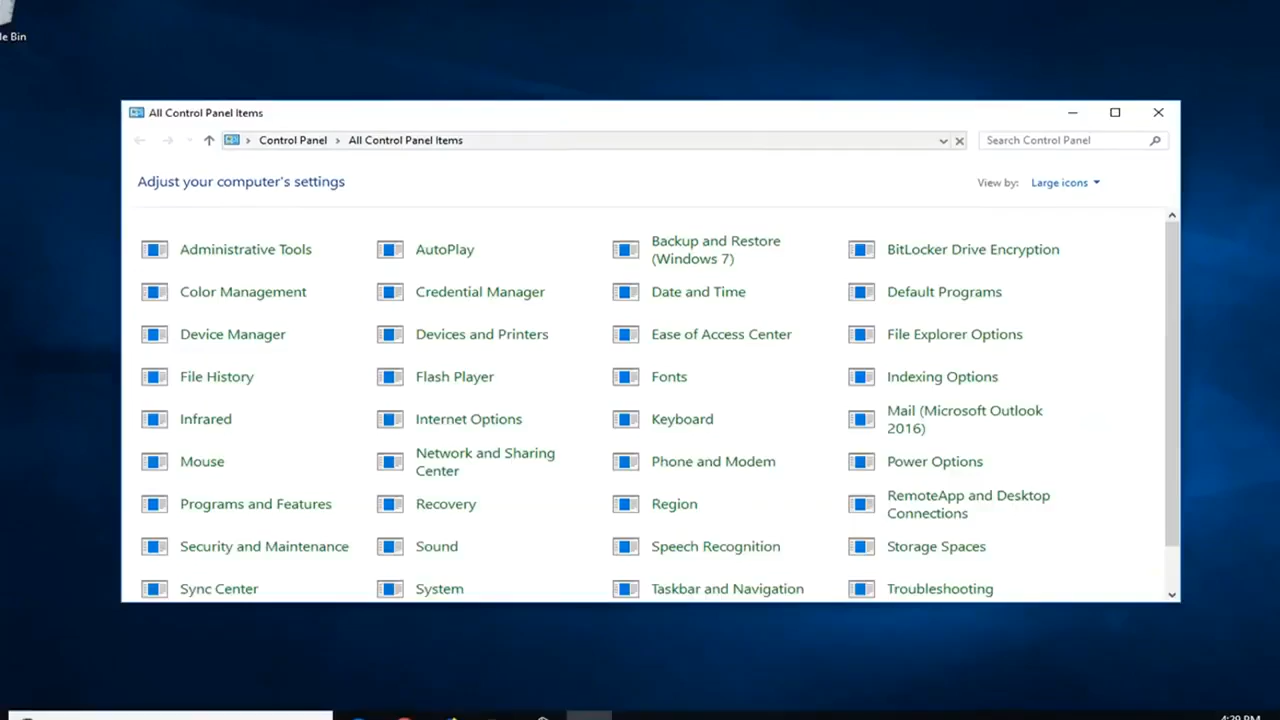 le Bin
All Control Panel Items
Control Panel › All Control Panel Items
Search Control Panel
Adjust your computer's settings
View by: Large icons
Administrative Tools
AutoPlay
Backup and Restore
(Windows 7)
BitLocker Drive Encryption
Color Management
Credential Manager
Date and Time
Default Programs
Device Manager
Devices and Printers
Ease of Access Center
File Explorer Options
File History
Flash Player
Fonts
Indexing Options
Infrared
Internet Options
Keyboard
Mail (Microsoft Outlook
2016)
Mouse
Network and Sharing
Center
Phone and Modem
Power Options
Programs and Features
Recovery
Region
RemoteApp and Desktop
Connections
Security and Maintenance
Sound
Speech Recognition
Storage Spaces
Sync Center
System
Taskbar and Navigation
Troubleshooting
4:29 PM